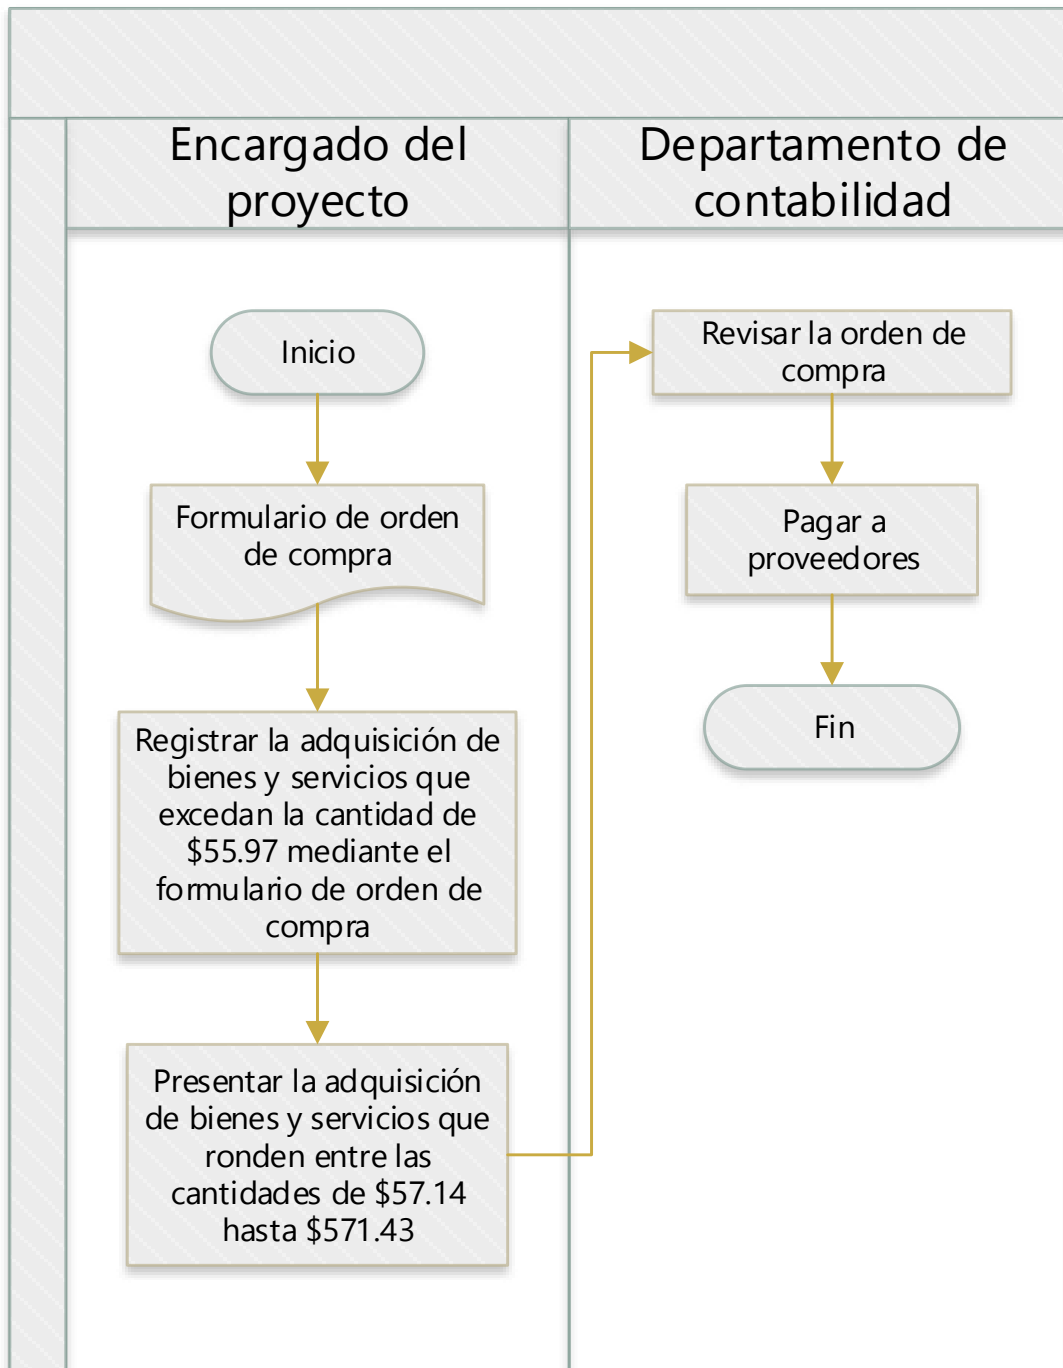 Encargado del
proyecto
Departamento de
contabilidad
Inicio
Formulario de orden
de compra
Registrar la adquisición de
bienes y servicios que
excedan la cantidad de
$55.97 mediante el
formulario de orden de
compra
Presentar la adquisición
de bienes y servicios que
ronden entre las
cantidades de $57.14
hasta $571.43
Revisar la orden de
compra
Pagar a
proveedores
Fin